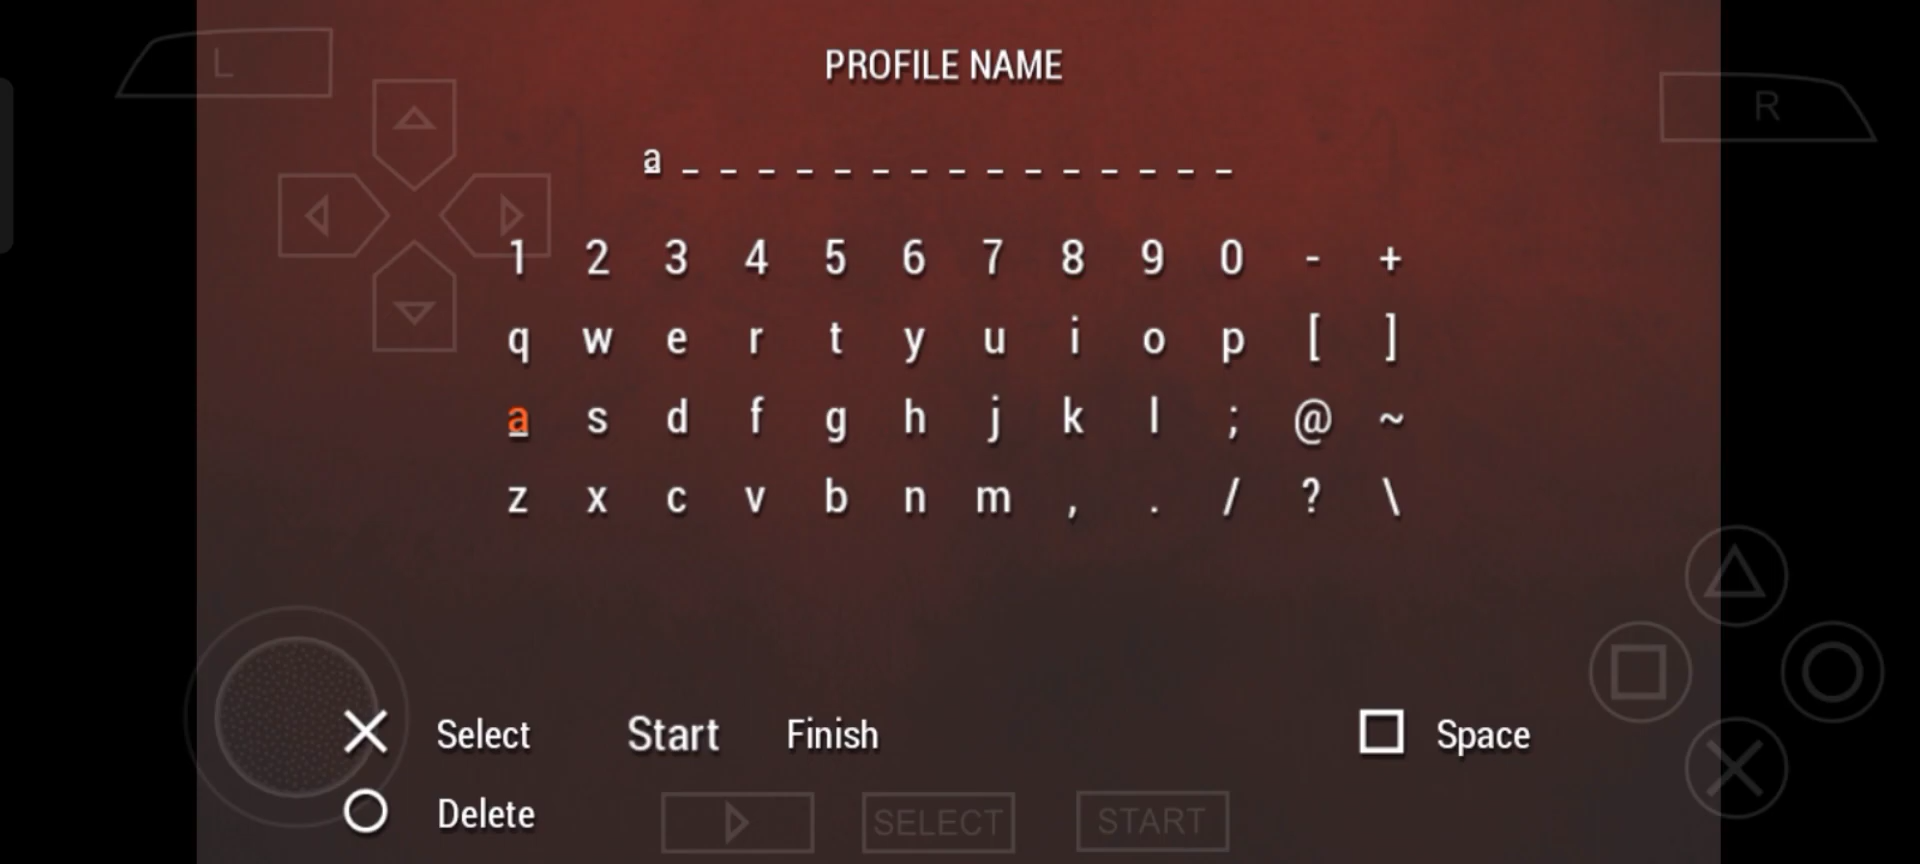 L
PROFILE NAME
R
a _ _ _ _ _ _ _ _ _ _ _ _ _ _ _
1 2 3 4 5 6 7 8 9 0 - +
q w e r t y u i o p [ ]
a s d f g h j k l ; @ ~
z x c v b n m , . / ? \
Select Start Finish Space
Delete
SELECT START